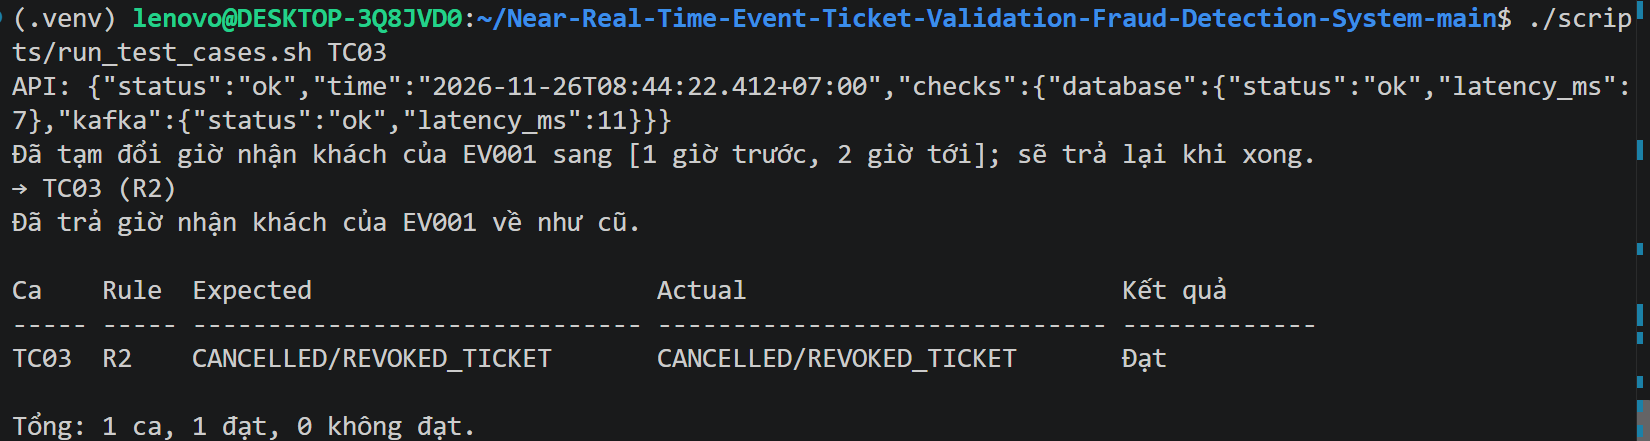 (.venv) lenovo@DESKTOP-3Q8JVD0:~/Near-Real-Time-Event-Ticket-Validation-Fraud-Detection-System-main$ ./scrip
ts/run_test_cases.sh TC03
API: {"status":"ok","time":"2026-11-26T08:44:22.412+07:00","checks":{"database":{"status":"ok","latency_ms":
7},"kafka":{"status":"ok","latency_ms":11}}}
Đã tạm đổi giờ nhận khách của EV001 sang [1 giờ trước, 2 giờ tới]; sẽ trả lại khi xong.
→ TC03 (R2)
Đã trả giờ nhận khách của EV001 về như cũ.
Ca Rule Expected Actual Kết quả
----- ----- ------------------------------ ------------------------------ -------------
TC03 R2 CANCELLED/REVOKED_TICKET CANCELLED/REVOKED_TICKET Đạt
Tổng: 1 ca, 1 đạt, 0 không đạt.